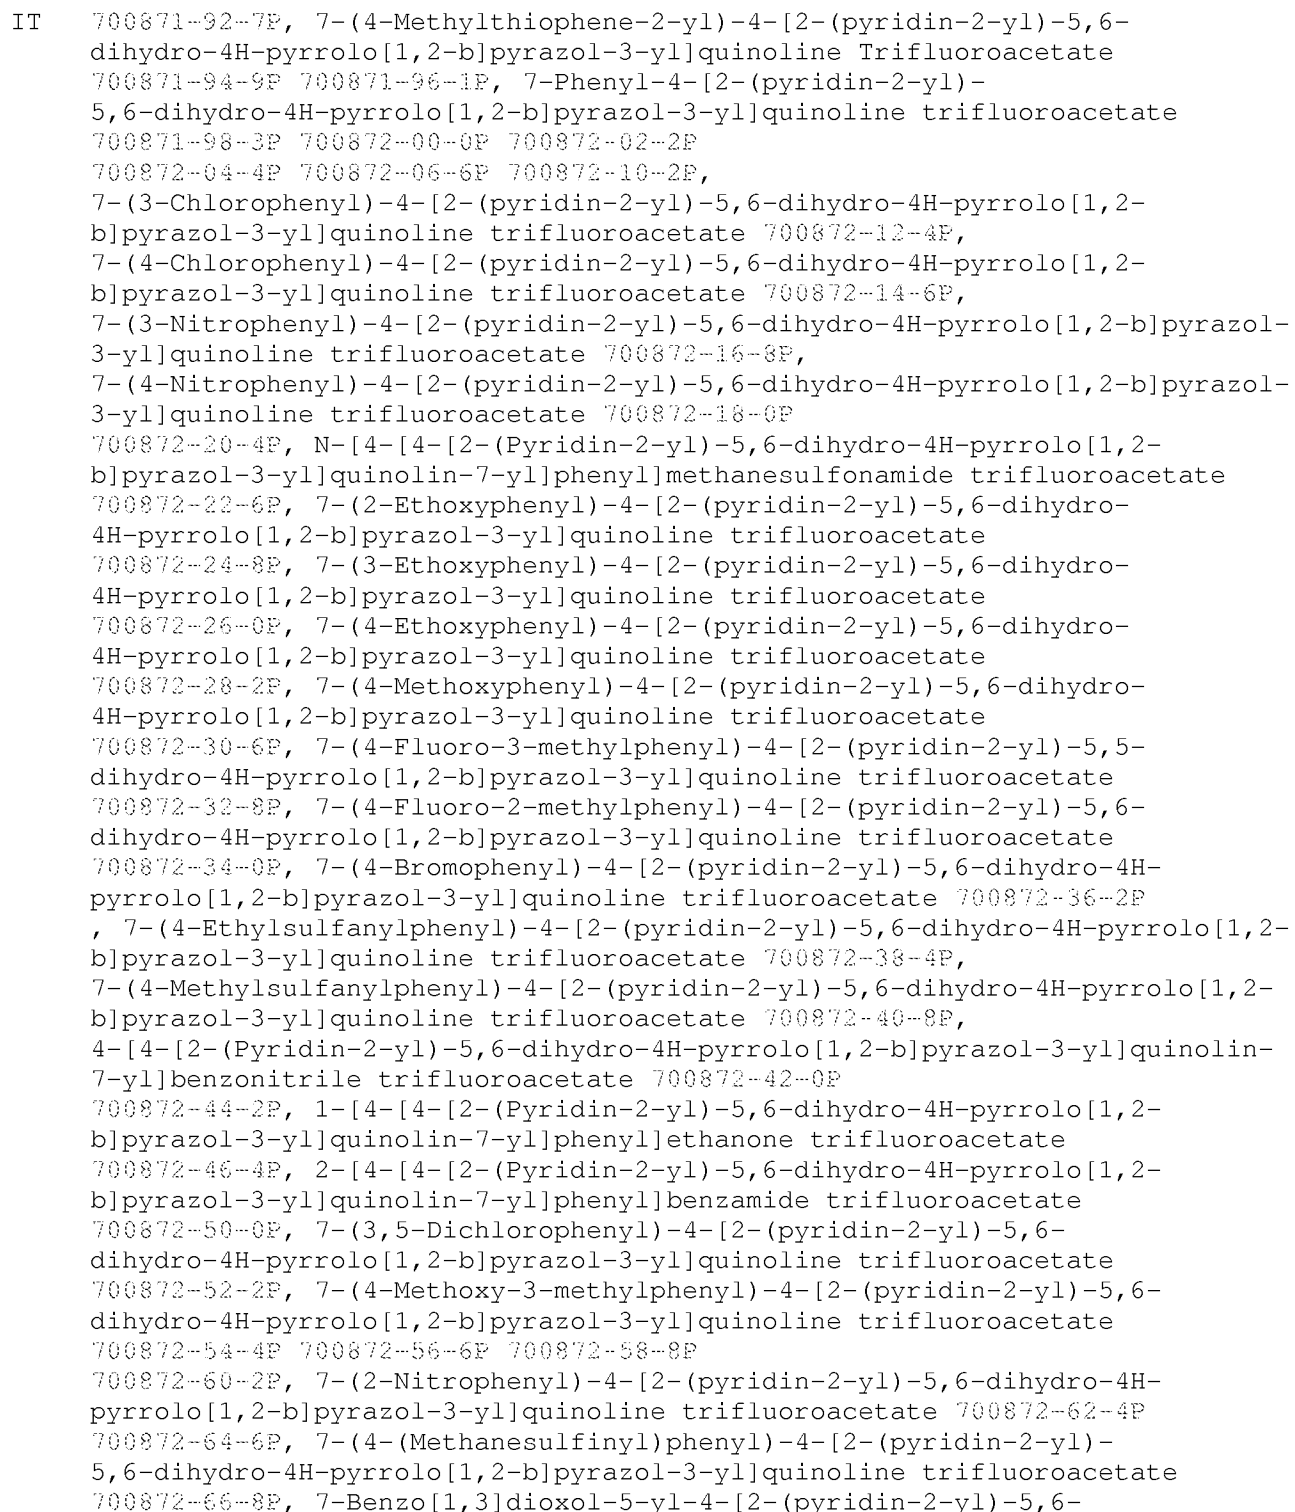 IT 700871-92-7P, 7-(4-Methylthiophene-2-yl)-4-[2-(pyridin-2-yl)-5,6-
dihydro-4H-pyrrolo[1,2-b]pyrazol-3-yl]quinoline Trifluoroacetate
700871-94-9P 700871-96-1P, 7-Phenyl-4-[2-(pyridin-2-yl)-
5,6-dihydro-4H-pyrrolo[1,2-b]pyrazol-3-yl]quinoline trifluoroacetate
700871-98-3P 700872-00-0P 700872-02-2P
700872-04-4P 700872-06-6P 700872-10-2P,
7-(3-Chlorophenyl)-4-[2-(pyridin-2-yl)-5,6-dihydro-4H-pyrrolo[1,2-
b]pyrazol-3-yl]quinoline trifluoroacetate 700872-12-4P,
7-(4-Chlorophenyl)-4-[2-(pyridin-2-yl)-5,6-dihydro-4H-pyrrolo[1,2-
b]pyrazol-3-yl]quinoline trifluoroacetate 700872-14-6P,
7-(3-Nitrophenyl)-4-[2-(pyridin-2-yl)-5,6-dihydro-4H-pyrrolo[1,2-b]pyrazol-
3-yl]quinoline trifluoroacetate 700872-16-8P,
7-(4-Nitrophenyl)-4-[2-(pyridin-2-yl)-5,6-dihydro-4H-pyrrolo[1,2-b]pyrazol-
3-yl]quinoline trifluoroacetate 700872-18-0P
700872-20-4P, N-[4-[4-[2-(Pyridin-2-yl)-5,6-dihydro-4H-pyrrolo[1,2-
b]pyrazol-3-yl]quinolin-7-yl]phenyl]methanesulfonamide trifluoroacetate
700872-22-6P, 7-(2-Ethoxyphenyl)-4-[2-(pyridin-2-yl)-5,6-dihydro-
4H-pyrrolo[1,2-b]pyrazol-3-yl]quinoline trifluoroacetate
700872-24-8P, 7-(3-Ethoxyphenyl)-4-[2-(pyridin-2-yl)-5,6-dihydro-
4H-pyrrolo[1,2-b]pyrazol-3-yl]quinoline trifluoroacetate
700872-26-0P, 7-(4-Ethoxyphenyl)-4-[2-(pyridin-2-yl)-5,6-dihydro-
4H-pyrrolo[1,2-b]pyrazol-3-yl]quinoline trifluoroacetate
700872-28-2P, 7-(4-Methoxyphenyl)-4-[2-(pyridin-2-yl)-5,6-dihydro-
4H-pyrrolo[1,2-b]pyrazol-3-yl]quinoline trifluoroacetate
700872-30-6P, 7-(4-Fluoro-3-methylphenyl)-4-[2-(pyridin-2-yl)-5,5-
dihydro-4H-pyrrolo[1,2-b]pyrazol-3-yl]quinoline trifluoroacetate
700872-32-8P, 7-(4-Fluoro-2-methylphenyl)-4-[2-(pyridin-2-yl)-5,6-
dihydro-4H-pyrrolo[1,2-b]pyrazol-3-yl]quinoline trifluoroacetate
700872-34-0P, 7-(4-Bromophenyl)-4-[2-(pyridin-2-yl)-5,6-dihydro-4H-
pyrrolo[1,2-b]pyrazol-3-yl]quinoline trifluoroacetate 700872-36-2P
, 7-(4-Ethylsulfanylphenyl)-4-[2-(pyridin-2-yl)-5,6-dihydro-4H-pyrrolo[1,2-
b]pyrazol-3-yl]quinoline trifluoroacetate 700872-38-4P,
7-(4-Methylsulfanylphenyl)-4-[2-(pyridin-2-yl)-5,6-dihydro-4H-pyrrolo[1,2-
b]pyrazol-3-yl]quinoline trifluoroacetate 700872-40-8P,
4-[4-[2-(Pyridin-2-yl)-5,6-dihydro-4H-pyrrolo[1,2-b]pyrazol-3-yl]quinolin-
7-yl]benzonitrile trifluoroacetate 700872-42-0P
700872-44-2P, 1-[4-[4-[2-(Pyridin-2-yl)-5,6-dihydro-4H-pyrrolo[1,2-
b]pyrazol-3-yl]quinolin-7-yl]phenyl]ethanone trifluoroacetate
700872-46-4P, 2-[4-[4-[2-(Pyridin-2-yl)-5,6-dihydro-4H-pyrrolo[1,2-
b]pyrazol-3-yl]quinolin-7-yl]phenyl]benzamide trifluoroacetate
700872-50-0P, 7-(3,5-Dichlorophenyl)-4-[2-(pyridin-2-yl)-5,6-
dihydro-4H-pyrrolo[1,2-b]pyrazol-3-yl]quinoline trifluoroacetate
700872-52-2P, 7-(4-Methoxy-3-methylphenyl)-4-[2-(pyridin-2-yl)-5,6-
dihydro-4H-pyrrolo[1,2-b]pyrazol-3-yl]quinoline trifluoroacetate
700872-54-4P 700872-56-6P 700872-58-8P
700872-60-2P, 7-(2-Nitrophenyl)-4-[2-(pyridin-2-yl)-5,6-dihydro-4H-
pyrrolo[1,2-b]pyrazol-3-yl]quinoline trifluoroacetate 700872-62-4P
700872-64-6P, 7-(4-(Methanesulfinyl)phenyl)-4-[2-(pyridin-2-yl)-
5,6-dihydro-4H-pyrrolo[1,2-b]pyrazol-3-yl]quinoline trifluoroacetate
700872-66-8P, 7-Benzo[1,3]dioxol-5-yl-4-[2-(pyridin-2-yl)-5,6-